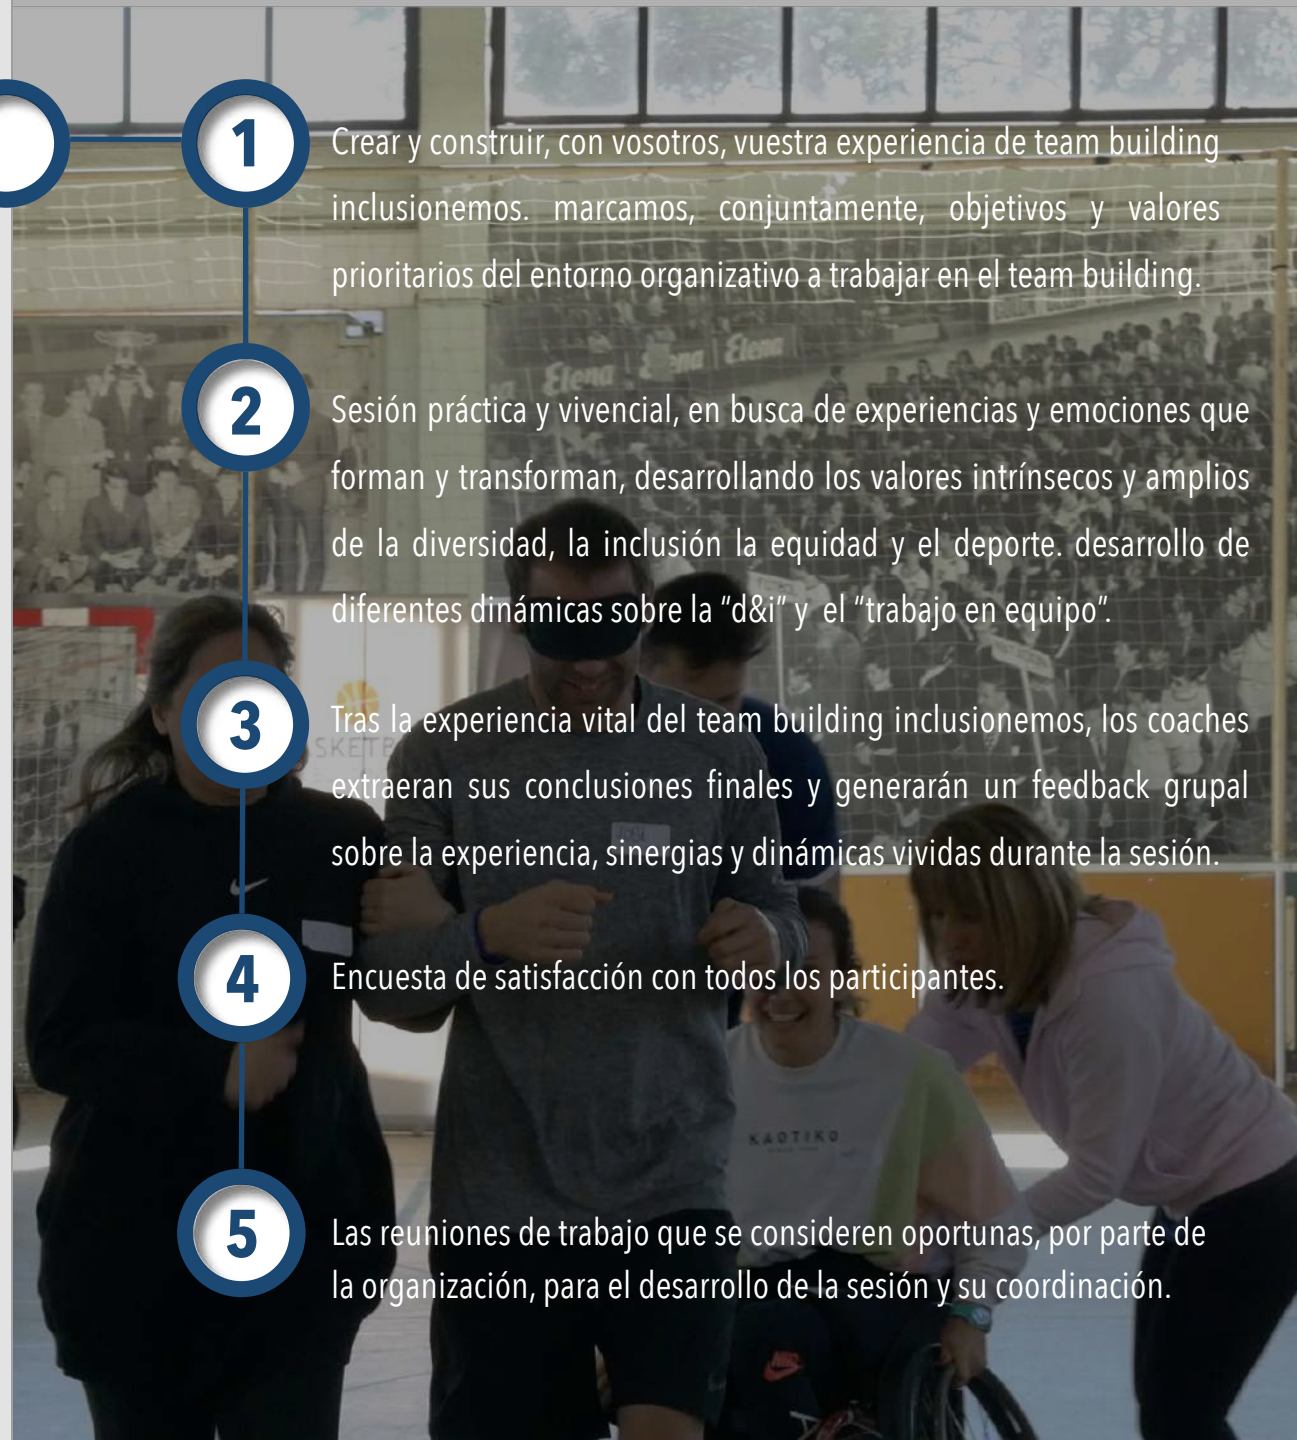 1
Crear y construir, con vosotros, vuestra experiencia de team building
inclusionemos. marcamos, conjuntamente, objetivos y valores
prioritarios del entorno organizativo a trabajar en el team building.
Elena
Elena
2
Sesión práctica y vivencial, en busca de experiencias y emociones que
forman y transforman, desarrollando los valores intrínsecos y amplios
de la diversidad, la inclusión la equidad y el deporte. desarrollo de
diferentes dinámicas sobre la “d&i” y el “trabajo en equipo”.
3
Tras la experiencia vital del team building inclusionemos, los coaches
extraeran sus conclusiones finales y generarán un feedback grupal
sobre la experiencia, sinergias y dinámicas vividas durante la sesión.
4
Encuesta de satisfacción con todos los participantes.
KAOTIKO
5
Las reuniones de trabajo que se consideren oportunas, por parte de
la organización, para el desarrollo de la sesión y su coordinación.